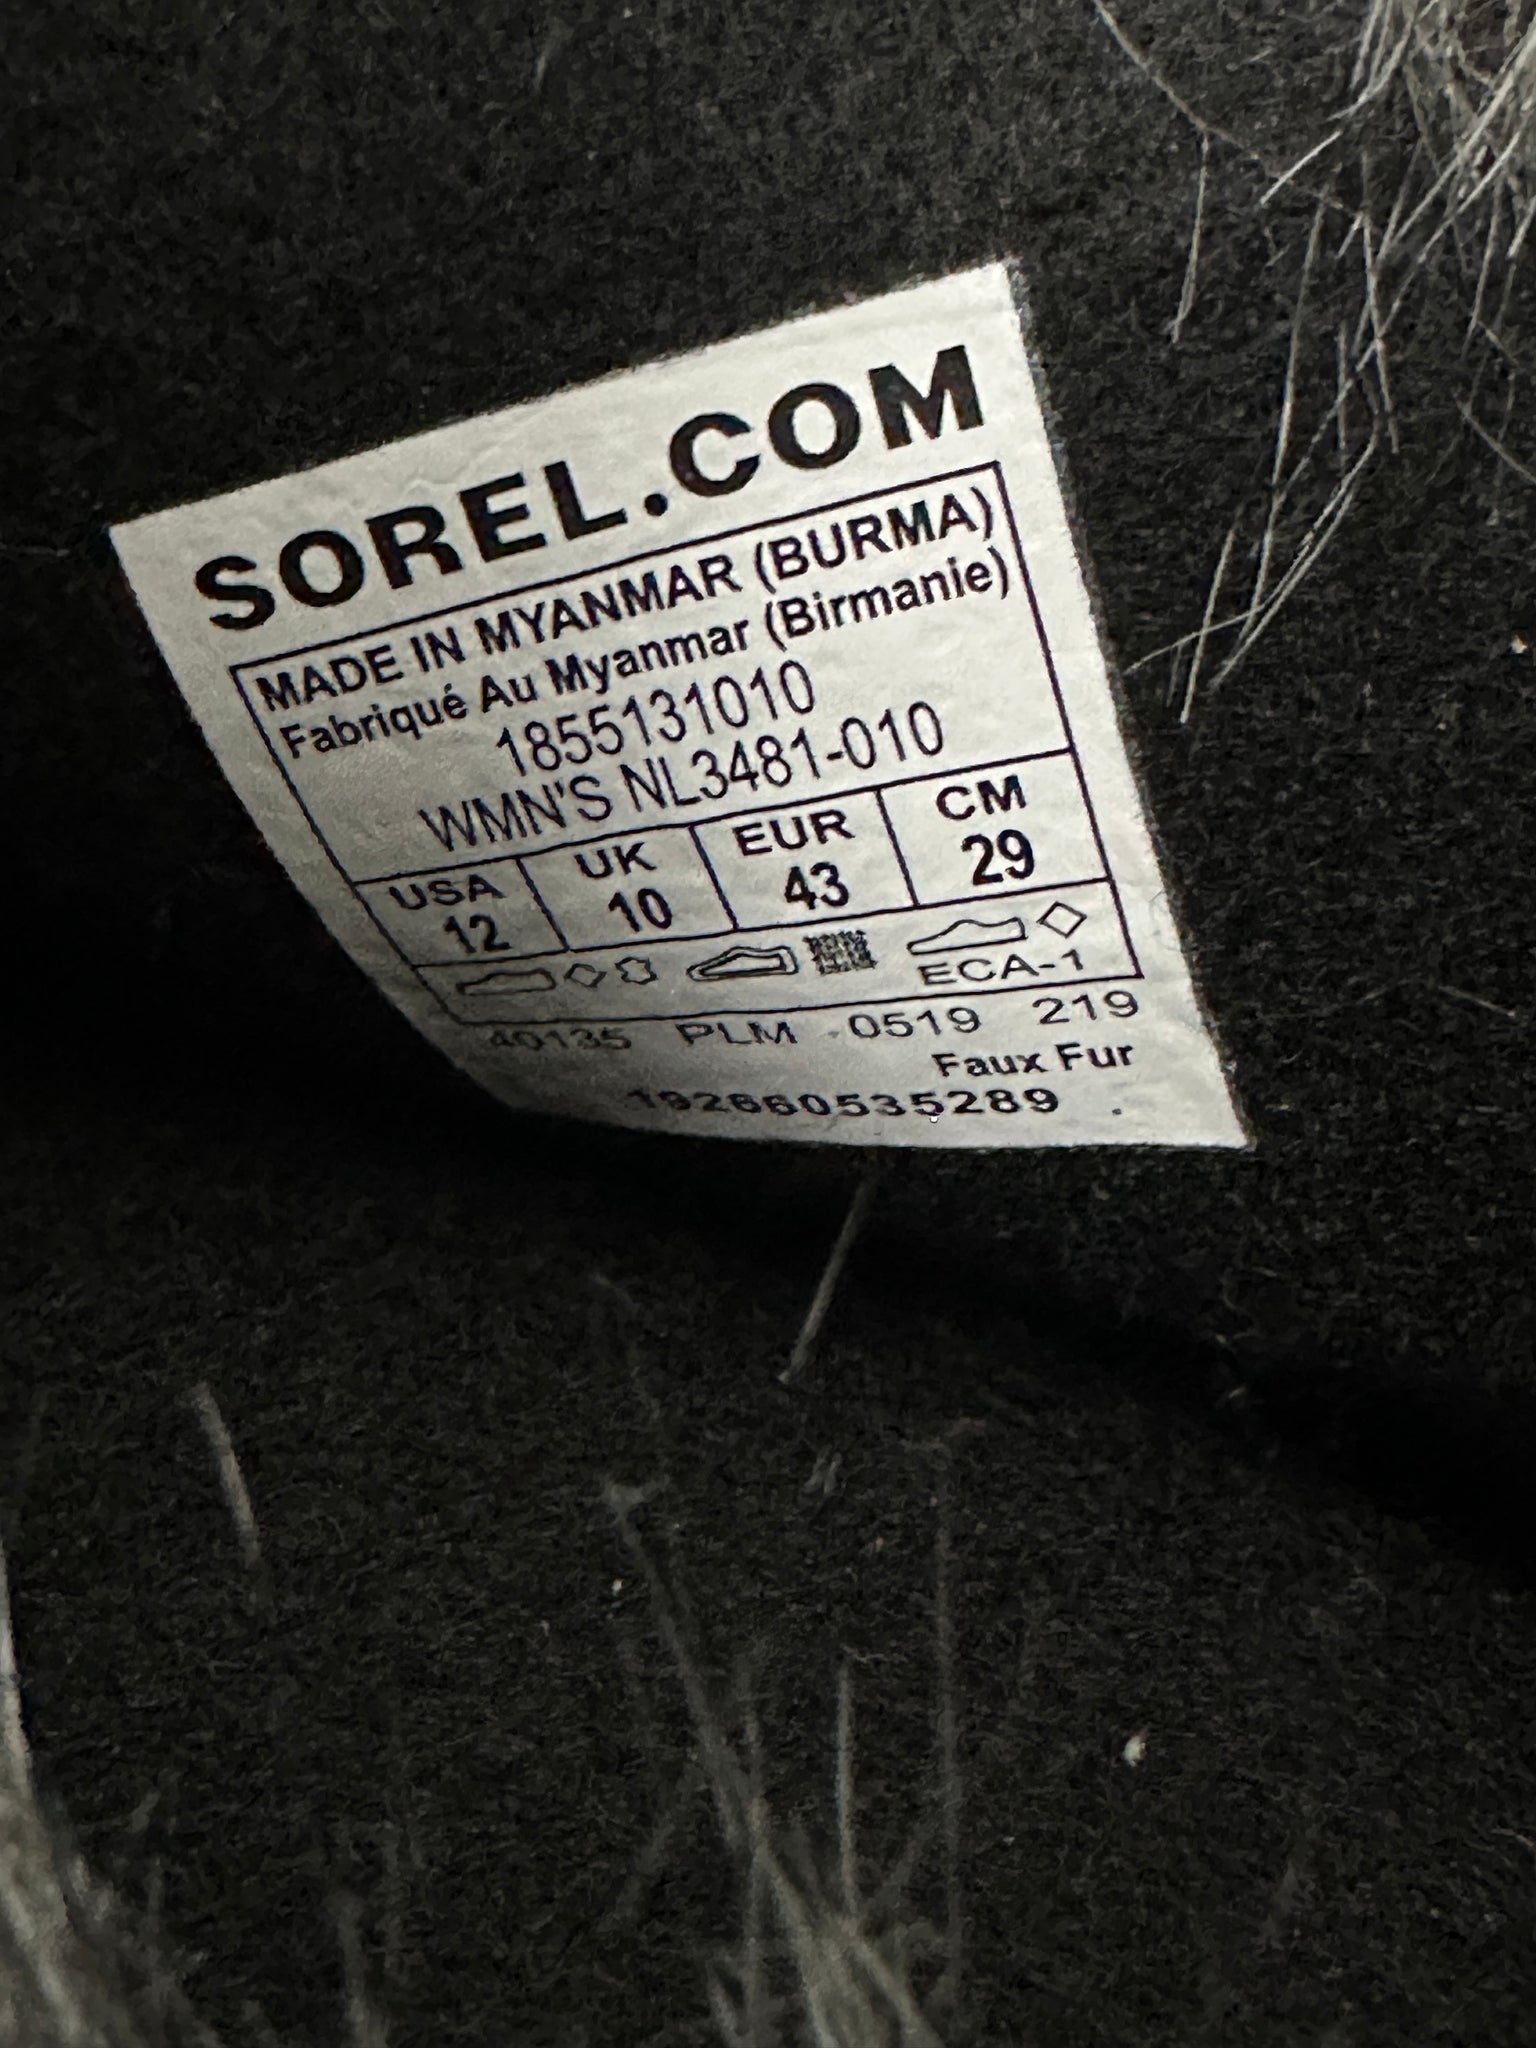 SOREL.COM
MADE IN MYANMAR (BURMA)
Fabriqué Au Myanmar (Birmanie)
1855131010
WMN'S NL3481-010
USA UK EUR CM
12 10 43 29
ECA-1
40135 PLM 0519 219
Faux Fur
192660535289